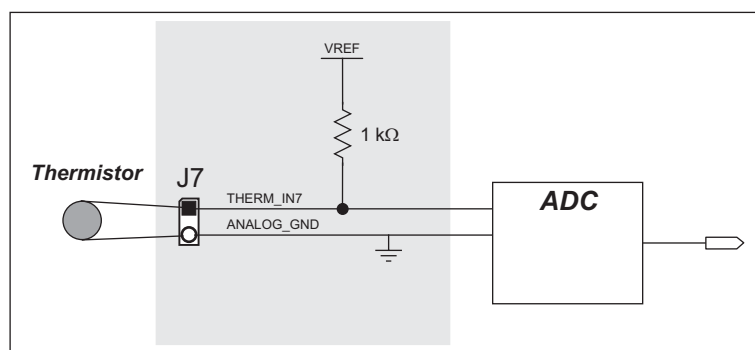 VREF
1 kΩ
Thermistor
J7
THERM_IN7
ANALOG_GND
ADC